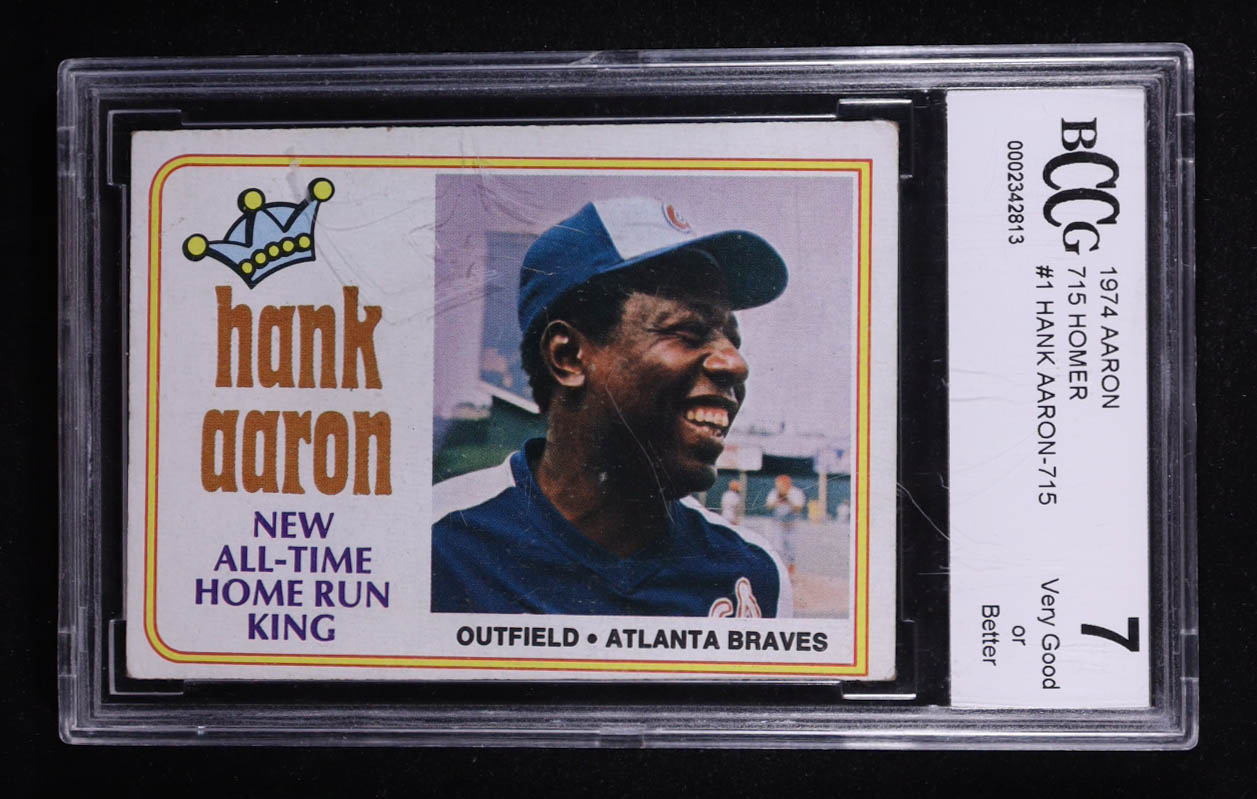 hank
aaron
NEW
ALL-TIME
HOME RUN
KING
OUTFIELD • ATLANTA BRAVES
BCCG
0002342813
1974 AARON
715 HOMER
#1 HANK AARON-715
7
Very Good
or
Better